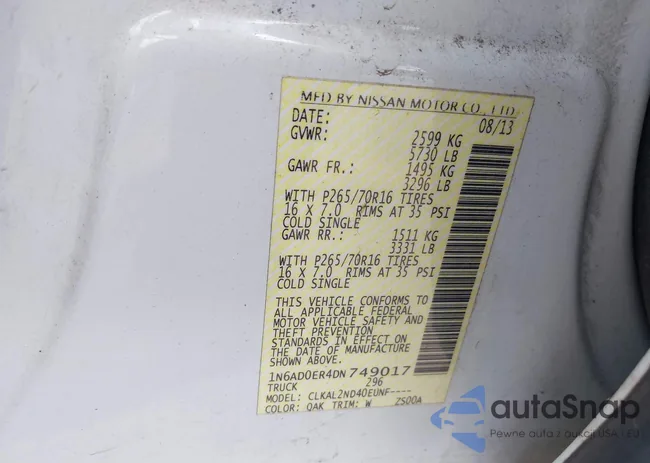 MFD BY NISSAN MOTOR CO., LTD.
DATE: 08/13
GVWR: 2599 KG
5730 LB
GAWR FR.: 1495 KG
3296 LB
WITH P265/70R16 TIRES
16 X 7.0 RIMS AT 35 PSI
COLD SINGLE
GAWR RR.: 1511 KG
3331 LB
WITH P265/70R16 TIRES
16 X 7.0 RIMS AT 35 PSI
COLD SINGLE
THIS VEHICLE CONFORMS TO
ALL APPLICABLE FEDERAL
MOTOR VEHICLE SAFETY AND
THEFT PREVENTION
STANDARDS IN EFFECT ON
THE DATE OF MANUFACTURE
SHOWN ABOVE.
1N6AD0ER4DN 749017
TRUCK 296
MODEL: CLKAL2ND40EUNF----
COLOR: QAK TRIM: W ZS00A
autaSnap
Pewne auta z aukcji USA i EU